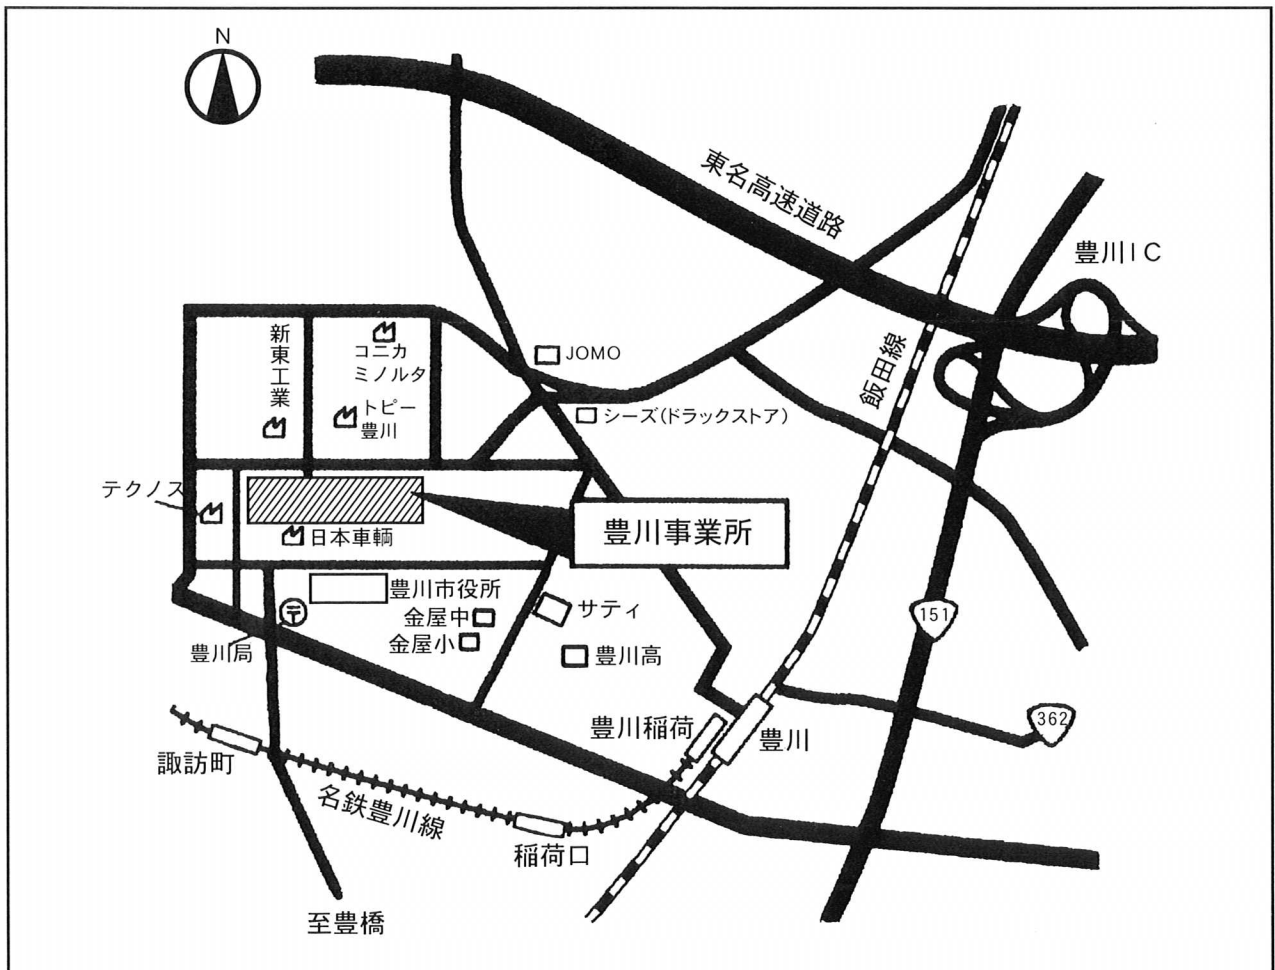 N
東名高速道路
豊川IC
新東工業
コニカ
ミノルタ
JOMO
飯田線
トピー
豊川
シーズ(ドラックストア)
テクノス
日本車輌
豊川事業所
豊川市役所
金屋中
金屋小
サティ
151
豊川局
豊川高
豊川稲荷
豊川
362
諏訪町
名鉄豊川線
稲荷口
至豊橋